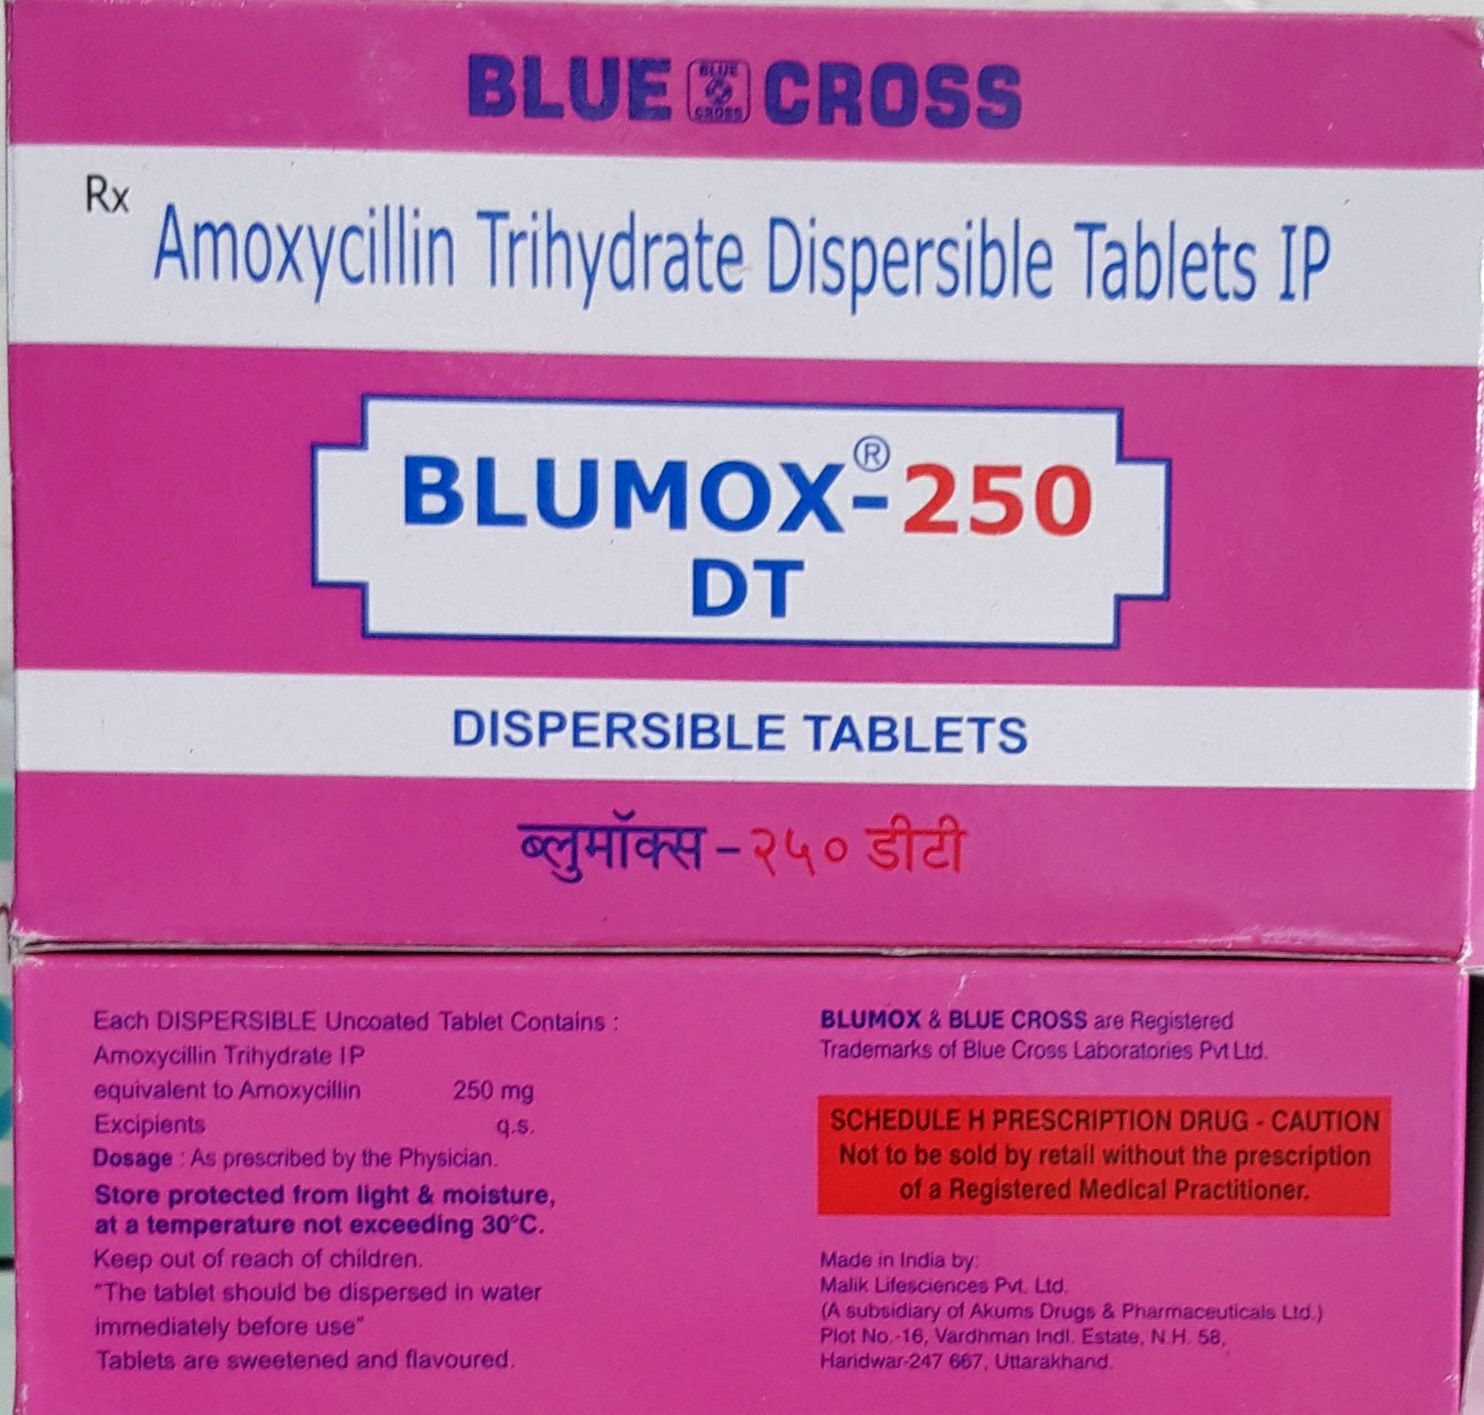 BLUE BLUE CROSS CROSS
Rx
Amoxycillin Trihydrate Dispersible Tablets IP
BLUMOX®-250
DT
DISPERSIBLE TABLETS
ब्लुमॉक्स - २५० डीटी
Each DISPERSIBLE Uncoated Tablet Contains :
Amoxycillin Trihydrate IP
equivalent to Amoxycillin 250 mg
Excipients q.s.
Dosage : As prescribed by the Physician.
Store protected from light & moisture,
at a temperature not exceeding 30°C.
Keep out of reach of children.
"The tablet should be dispersed in water
immediately before use"
Tablets are sweetened and flavoured.
BLUMOX & BLUE CROSS are Registered
Trademarks of Blue Cross Laboratories Pvt Ltd.
SCHEDULE H PRESCRIPTION DRUG - CAUTION
Not to be sold by retail without the prescription
of a Registered Medical Practitioner.
Made in India by:
Malik Lifesciences Pvt. Ltd.
(A subsidiary of Akums Drugs & Pharmaceuticals Ltd.)
Plot No.-16, Vardhman Indl. Estate, N.H. 58,
Haridwar-247 667, Uttarakhand.